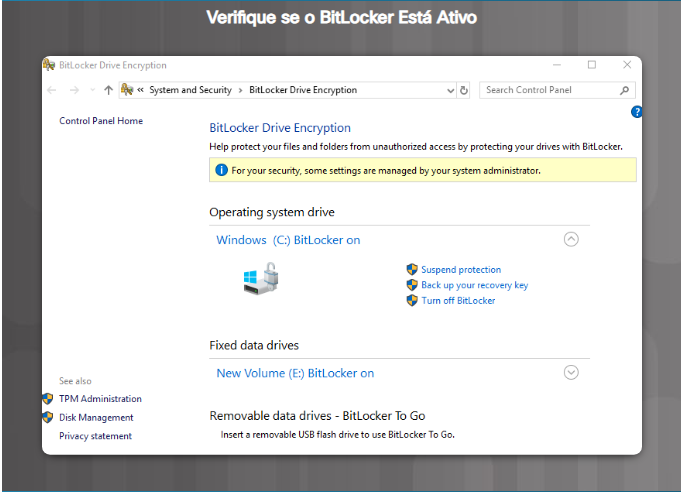 Verifique se o BitLocker Está Ativo
BitLocker Drive Encryption
« System and Security › BitLocker Drive Encryption
Search Control Panel
Control Panel Home
BitLocker Drive Encryption
Help protect your files and folders from unauthorized access by protecting your drives with BitLocker.
For your security, some settings are managed by your system administrator.
Operating system drive
Windows (C:) BitLocker on
Suspend protection
Back up your recovery key
Turn off BitLocker
Fixed data drives
New Volume (E:) BitLocker on
Removable data drives - BitLocker To Go
Insert a removable USB flash drive to use BitLocker To Go.
See also
TPM Administration
Disk Management
Privacy statement